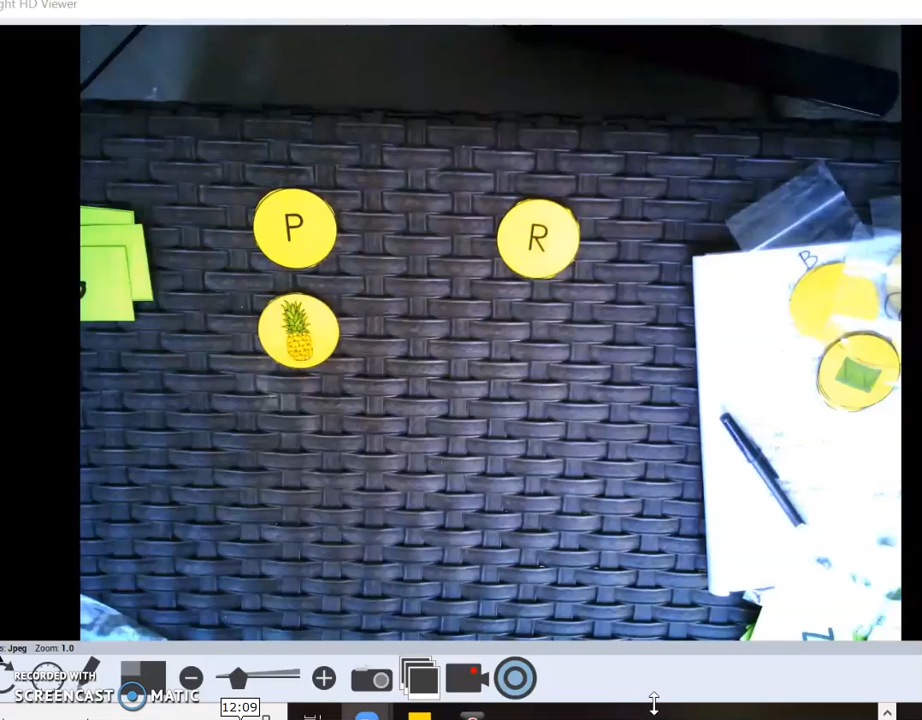 ght HD Viewer
P
R
B
s: Jpeg Zoom: 1.0
RECORDED WITH
SCREENCAST MATIC
12:09